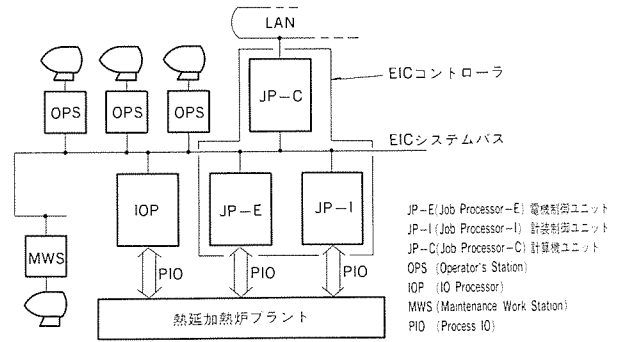 LAN
EICコントローラ
JP-C
OPS
OPS
OPS
EICシステムバス
IOP
JP-E
JP-I
MWS
PIO
PIO
PIO
熱延加熱炉プラント
JP-E(Job Processor-E) 電機制御ユニット
JP-I(Job Processor-I) 計装制御ユニット
JP-C(Job Processor-C) 計算機ユニット
OPS (Operator's Station)
IOP (IO Processor)
MWS(Maintenance Work Station)
PIO (Process IO)